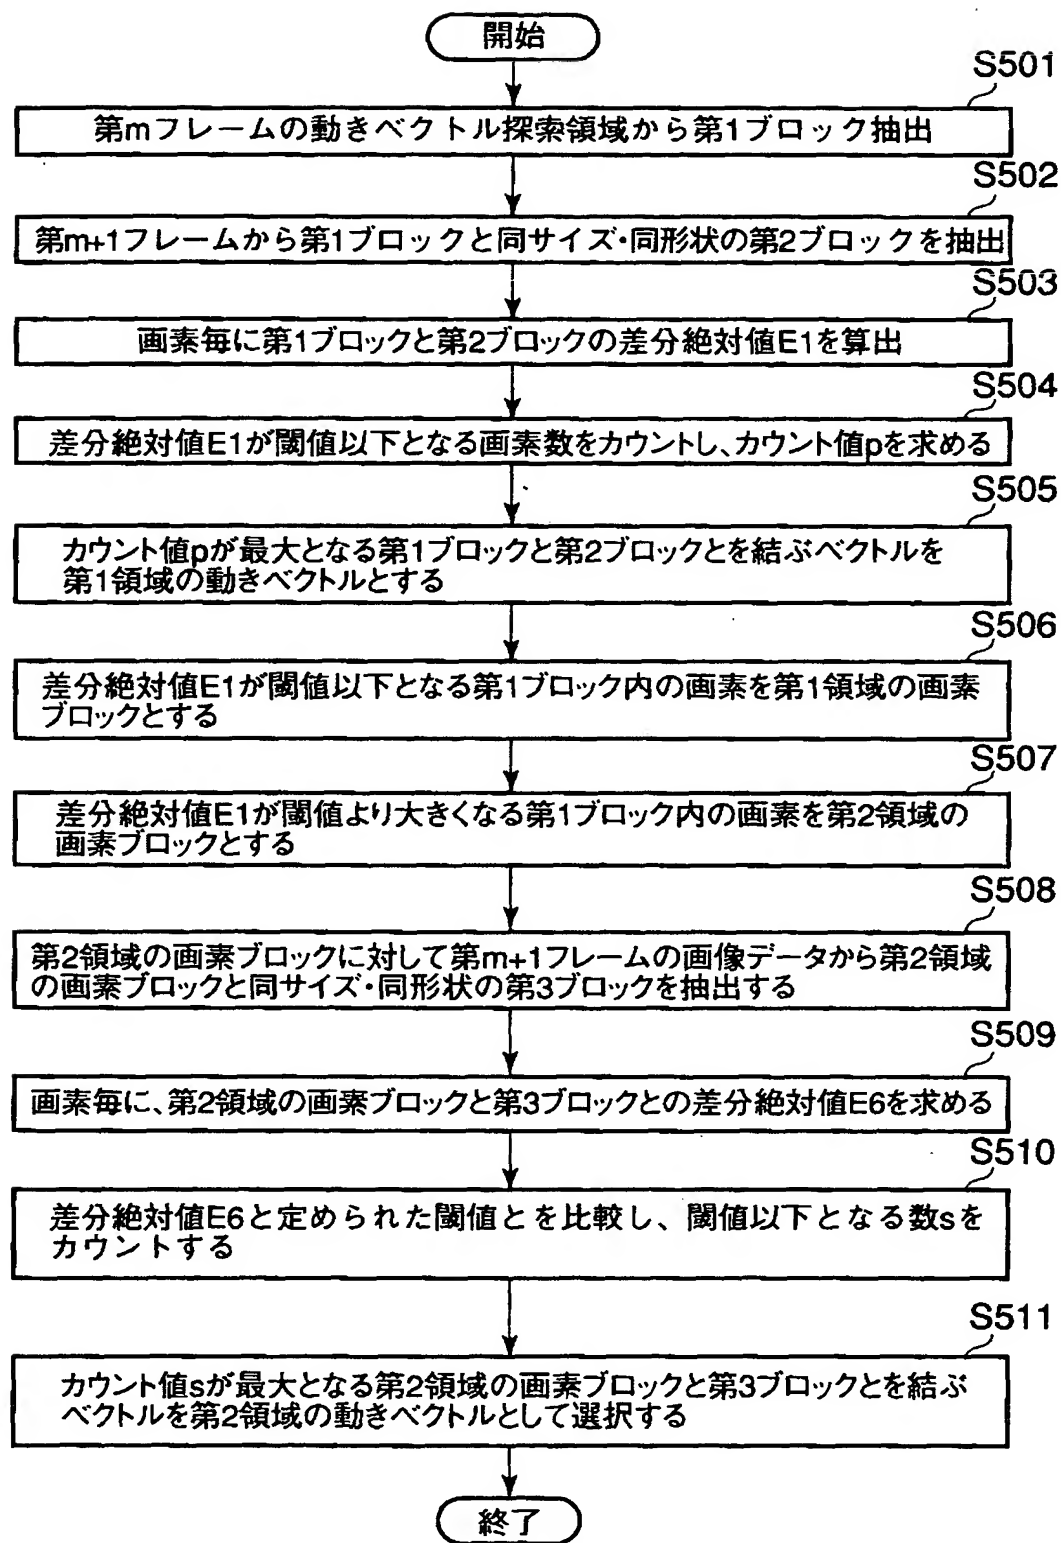 開始
S501
第mフレームの動きベクトル探索領域から第1ブロック抽出
S502
第m+1フレームから第1ブロックと同サイズ・同形状の第2ブロックを抽出
S503
画素毎に第1ブロックと第2ブロックの差分絶対値E1を算出
S504
差分絶対値E1が閾値以下となる画素数をカウントし、カウント値pを求める
S505
カウント値pが最大となる第1ブロックと第2ブロックとを結ぶベクトルを
第1領域の動きベクトルとする
S506
差分絶対値E1が閾値以下となる第1ブロック内の画素を第1領域の画素
ブロックとする
S507
差分絶対値E1が閾値より大きくなる第1ブロック内の画素を第2領域の
画素ブロックとする
S508
第2領域の画素ブロックに対して第m+1フレームの画像データから第2領域
の画素ブロックと同サイズ・同形状の第3ブロックを抽出する
S509
画素毎に、第2領域の画素ブロックと第3ブロックとの差分絶対値E6を求める
S510
差分絶対値E6と定められた閾値とを比較し、閾値以下となる数sを
カウントする
S511
カウント値sが最大となる第2領域の画素ブロックと第3ブロックとを結ぶ
ベクトルを第2領域の動きベクトルとして選択する
終了